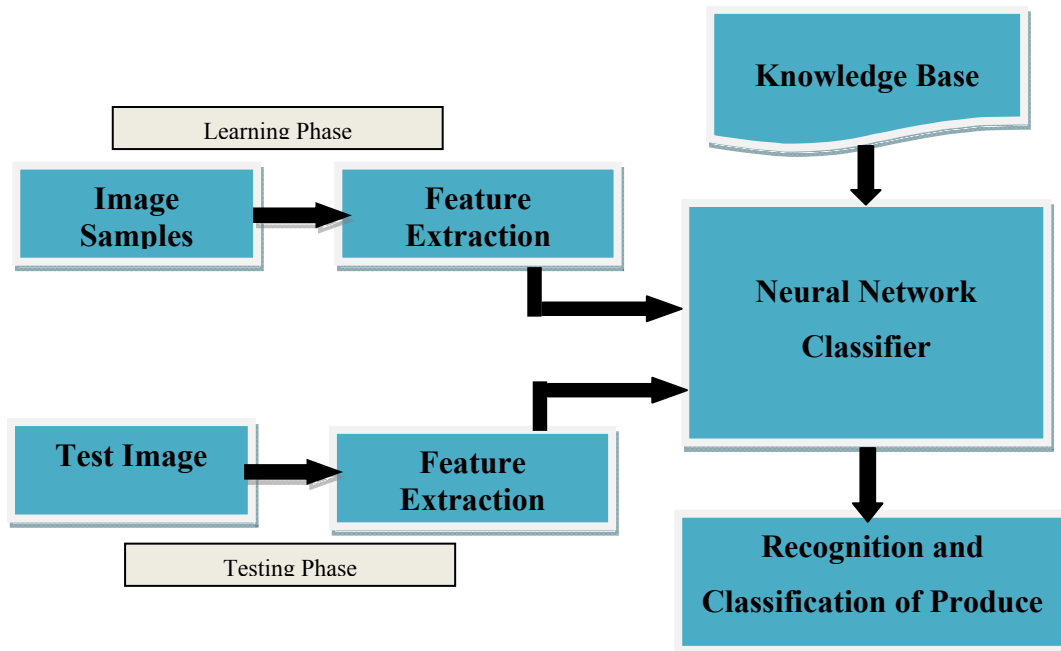 Knowledge Base
Learning Phase
Image
Samples
Feature
Extraction
Neural Network
Classifier
Test Image
Feature
Extraction
Testing Phase
Recognition and
Classification of Produce